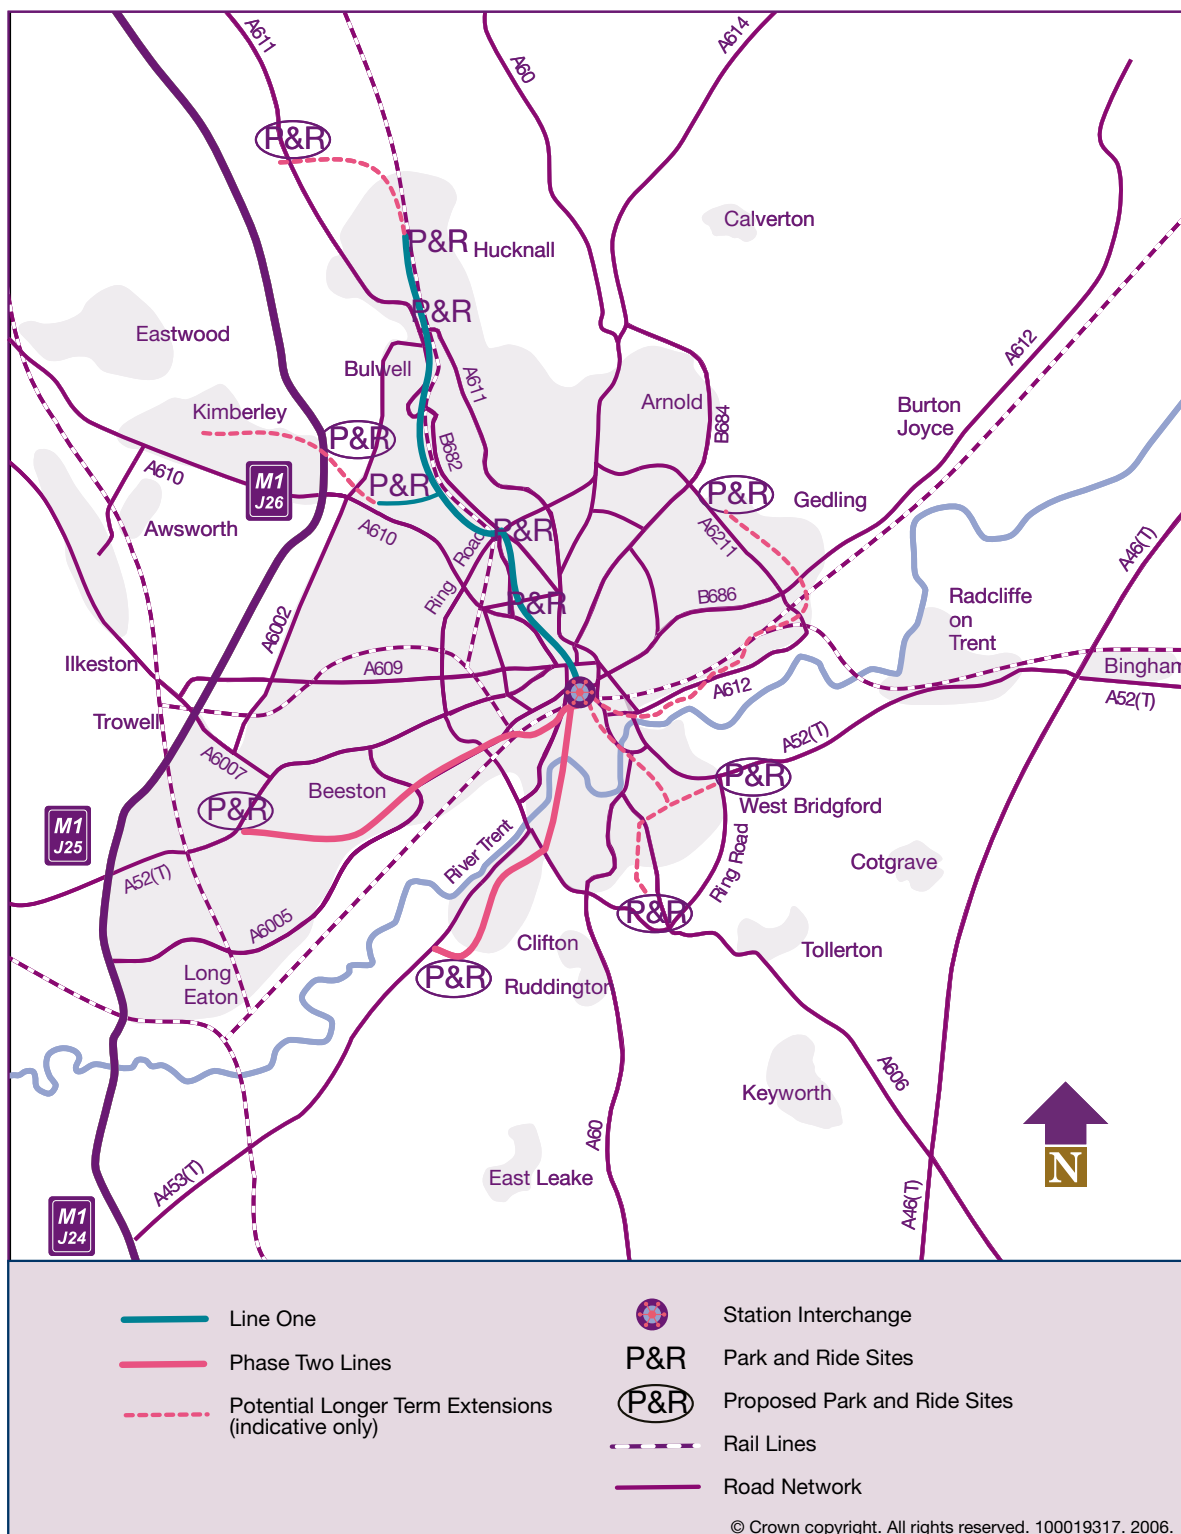 A611
A60
A614
P&R
Calverton
P&R Hucknall
P&R
Eastwood
A612
Bulwell
A611
Arnold
Burton
Joyce
Kimberley
B684
P&R
B682
A610
M1
J26
P&R
P&R
Gedling
Awsworth
A610
P&R
A6211
A46(T)
Ring Road
P&R
B686
Radcliffe
on
Trent
A6002
Ilkeston
A609
Bingham
A612
A52(T)
Trowell
A52(T)
A6007
P&R
Beeston
P&R
West Bridgford
M1
J25
River Trent
Ring Road
Cotgrave
A52(T)
P&R
A6005
Clifton
Tollerton
Long
Eaton
P&R
Ruddington
A606
Keyworth
A60
N
A453(T)
East Leake
A46(T)
M1
J24
Line One
Phase Two Lines
Potential Longer Term Extensions
(indicative only)
Station Interchange
P&R Park and Ride Sites
P&R Proposed Park and Ride Sites
Rail Lines
Road Network
© Crown copyright. All rights reserved. 100019317. 2006.